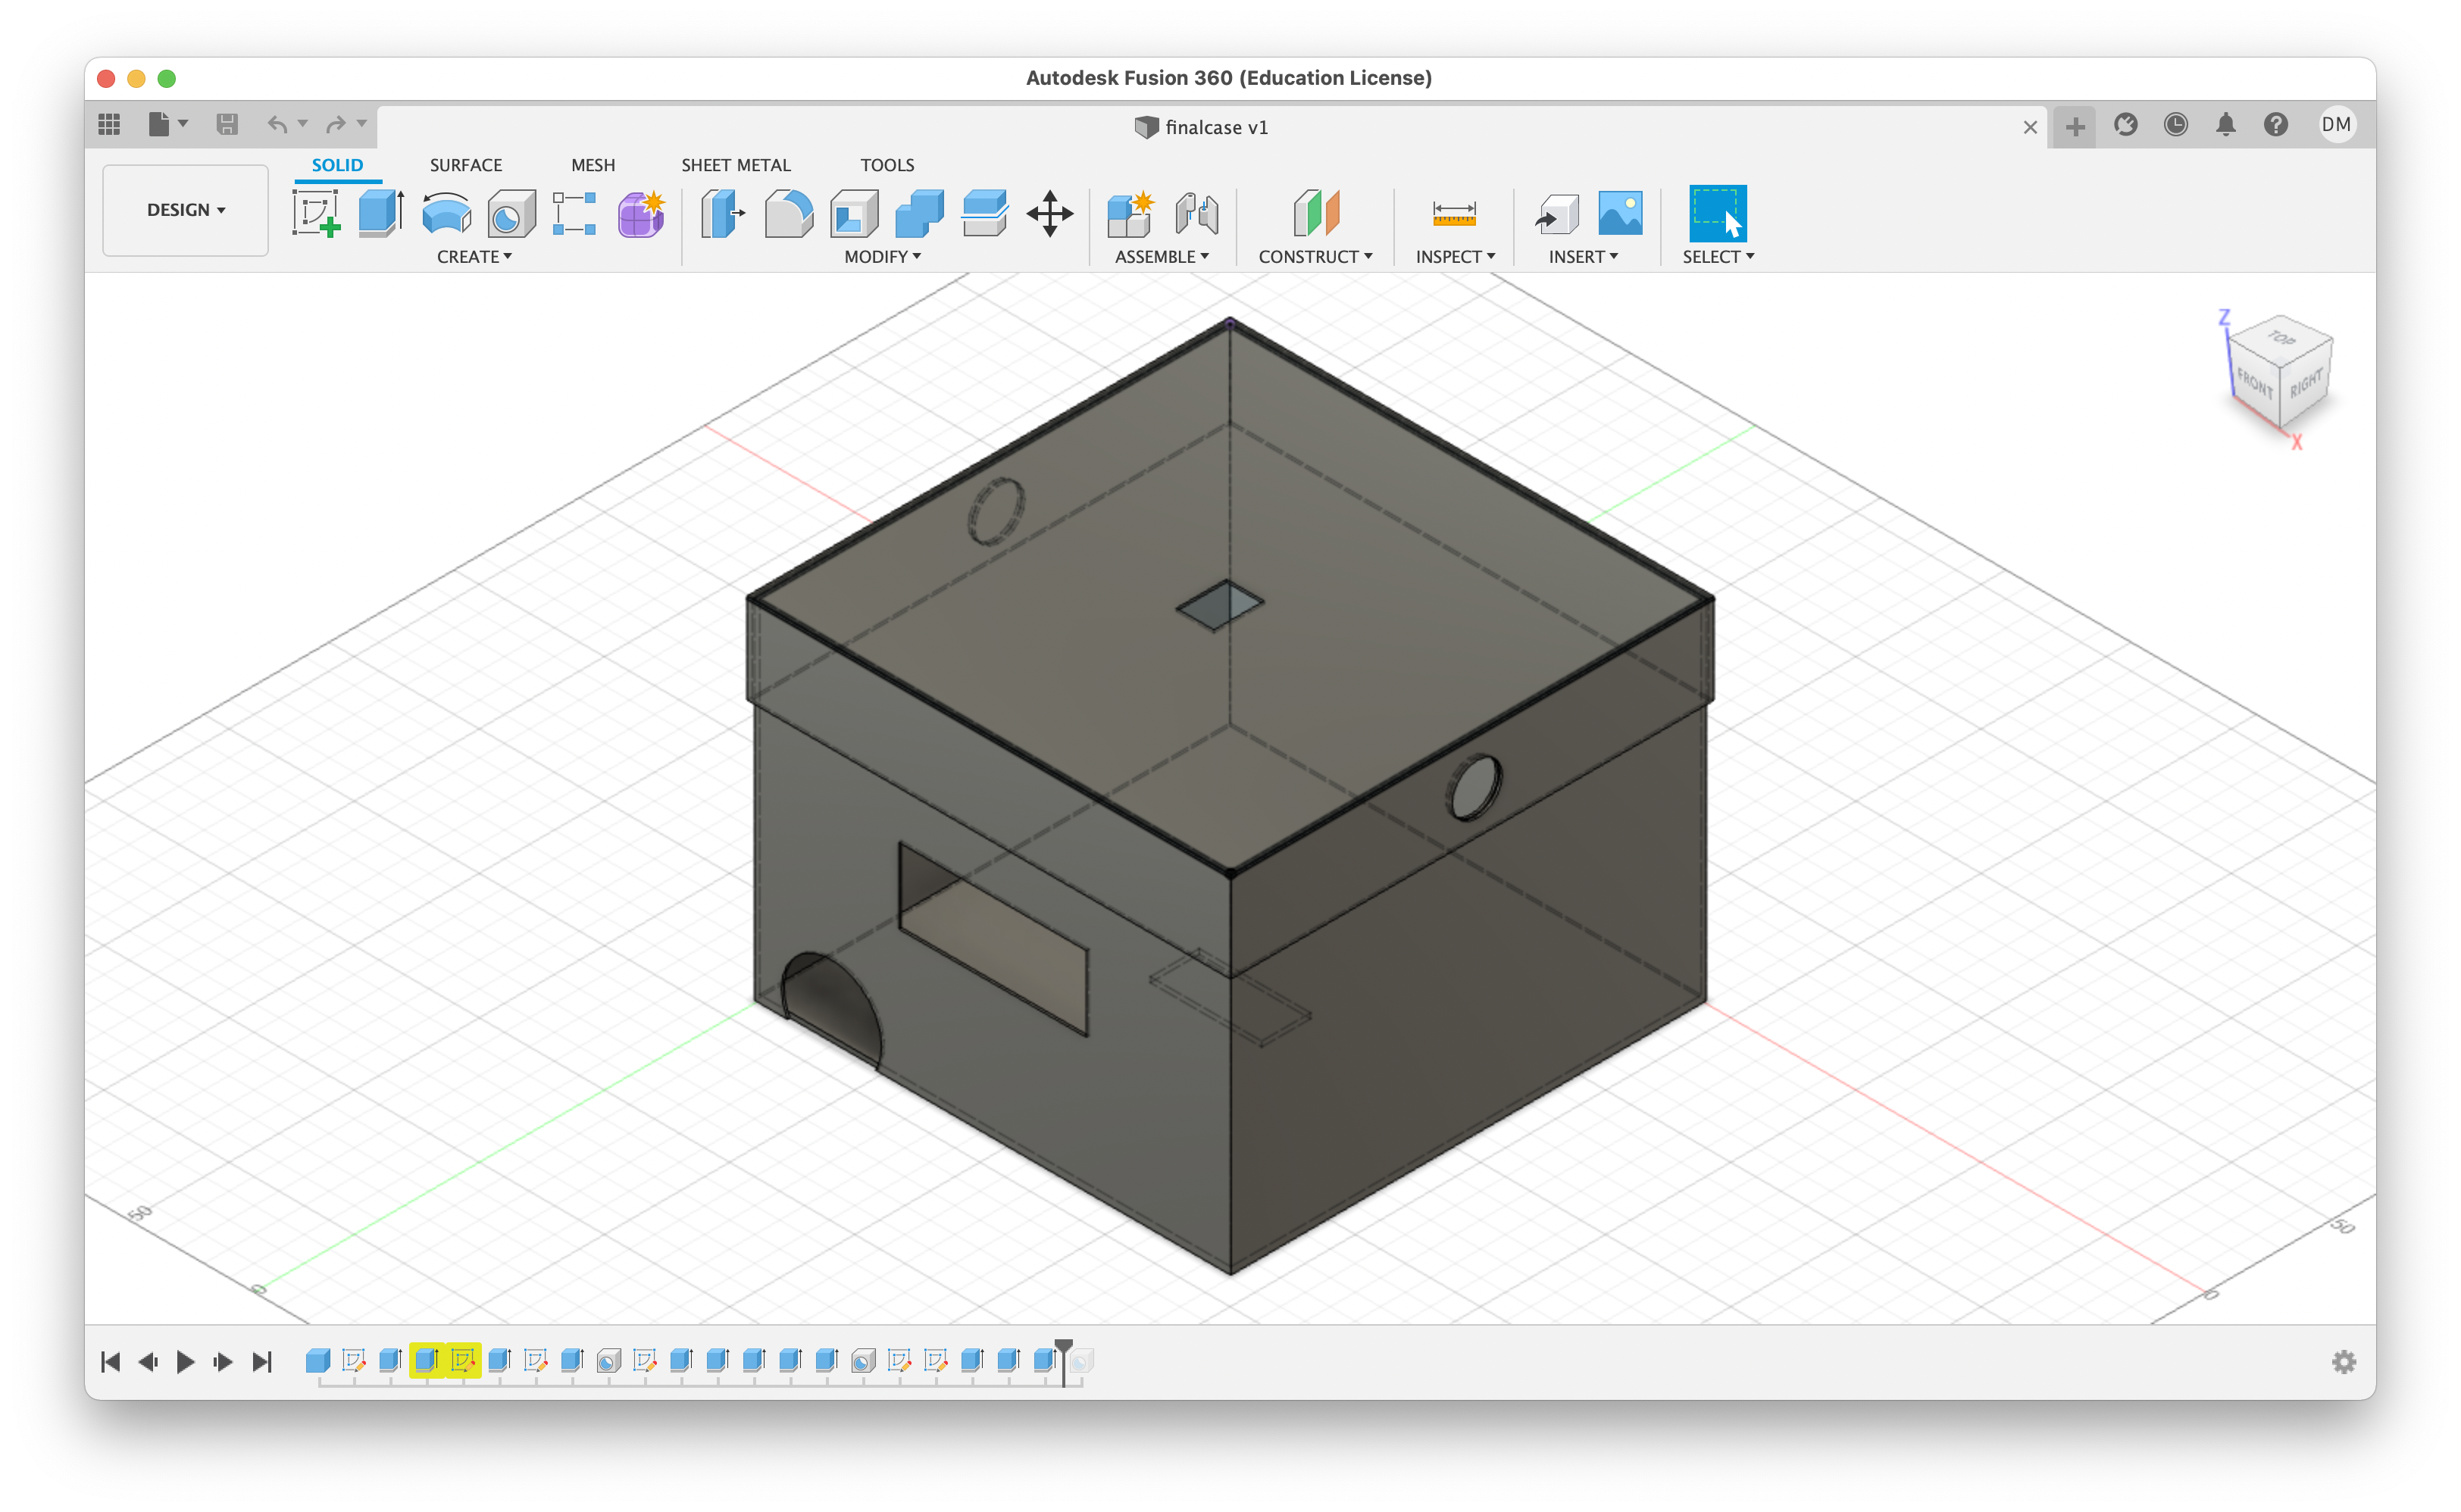 Autodesk Fusion 360 (Education License)
finalcase v1
DM
SOLID SURFACE MESH SHEET METAL TOOLS
DESIGN
CREATE MODIFY ASSEMBLE CONSTRUCT INSPECT INSERT SELECT
Z
TOP
FRONT RIGHT
X
50 50
0 0